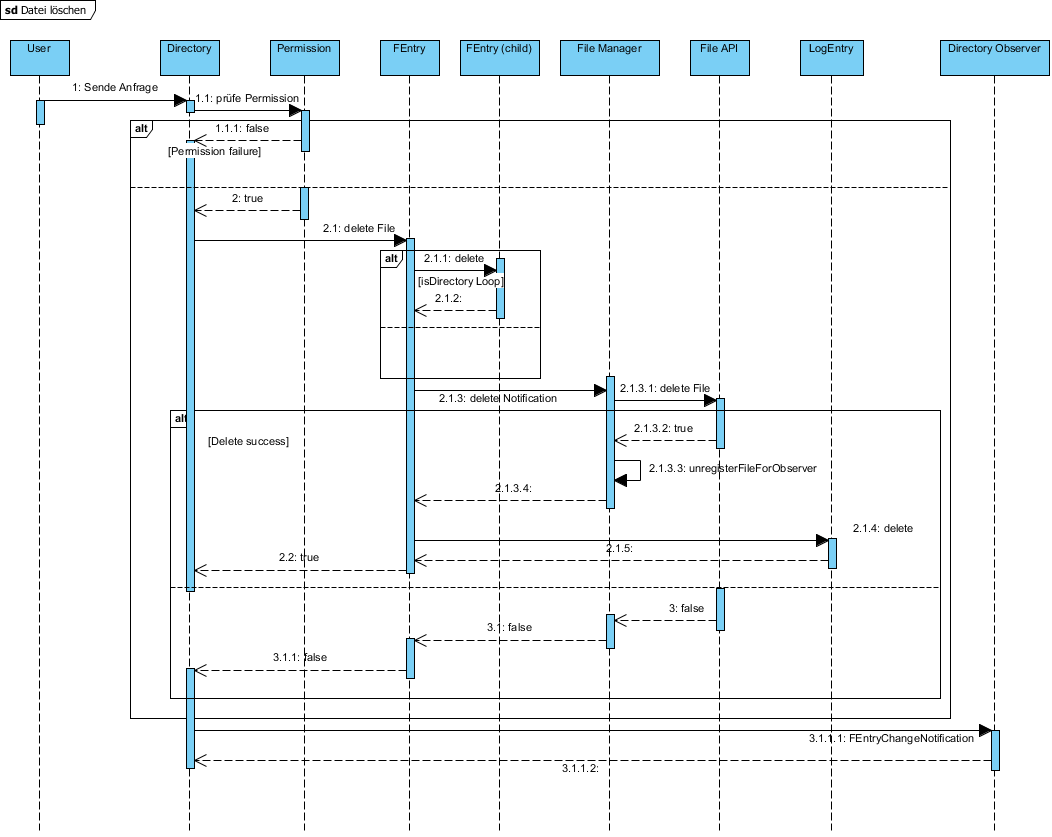 sd Datei löschen
User
Directory
Permission
FEntry
FEntry (child)
File Manager
File API
LogEntry
Directory Observer
1: Sende Anfrage
1.1: prüfe Permission
alt
1.1.1: false
[Permission failure]
2: true
2.1: delete File
alt
2.1.1: delete
[isDirectory Loop]
2.1.2:
2.1.3: delete Notification
2.1.3.1: delete File
alt
[Delete success]
2.1.3.2: true
2.1.3.3: unregisterFileForObserver
2.1.3.4:
2.1.4: delete
2.1.5:
2.2: true
3: false
3.1: false
3.1.1: false
3.1.1.1: FEntryChangeNotification
3.1.1.2: